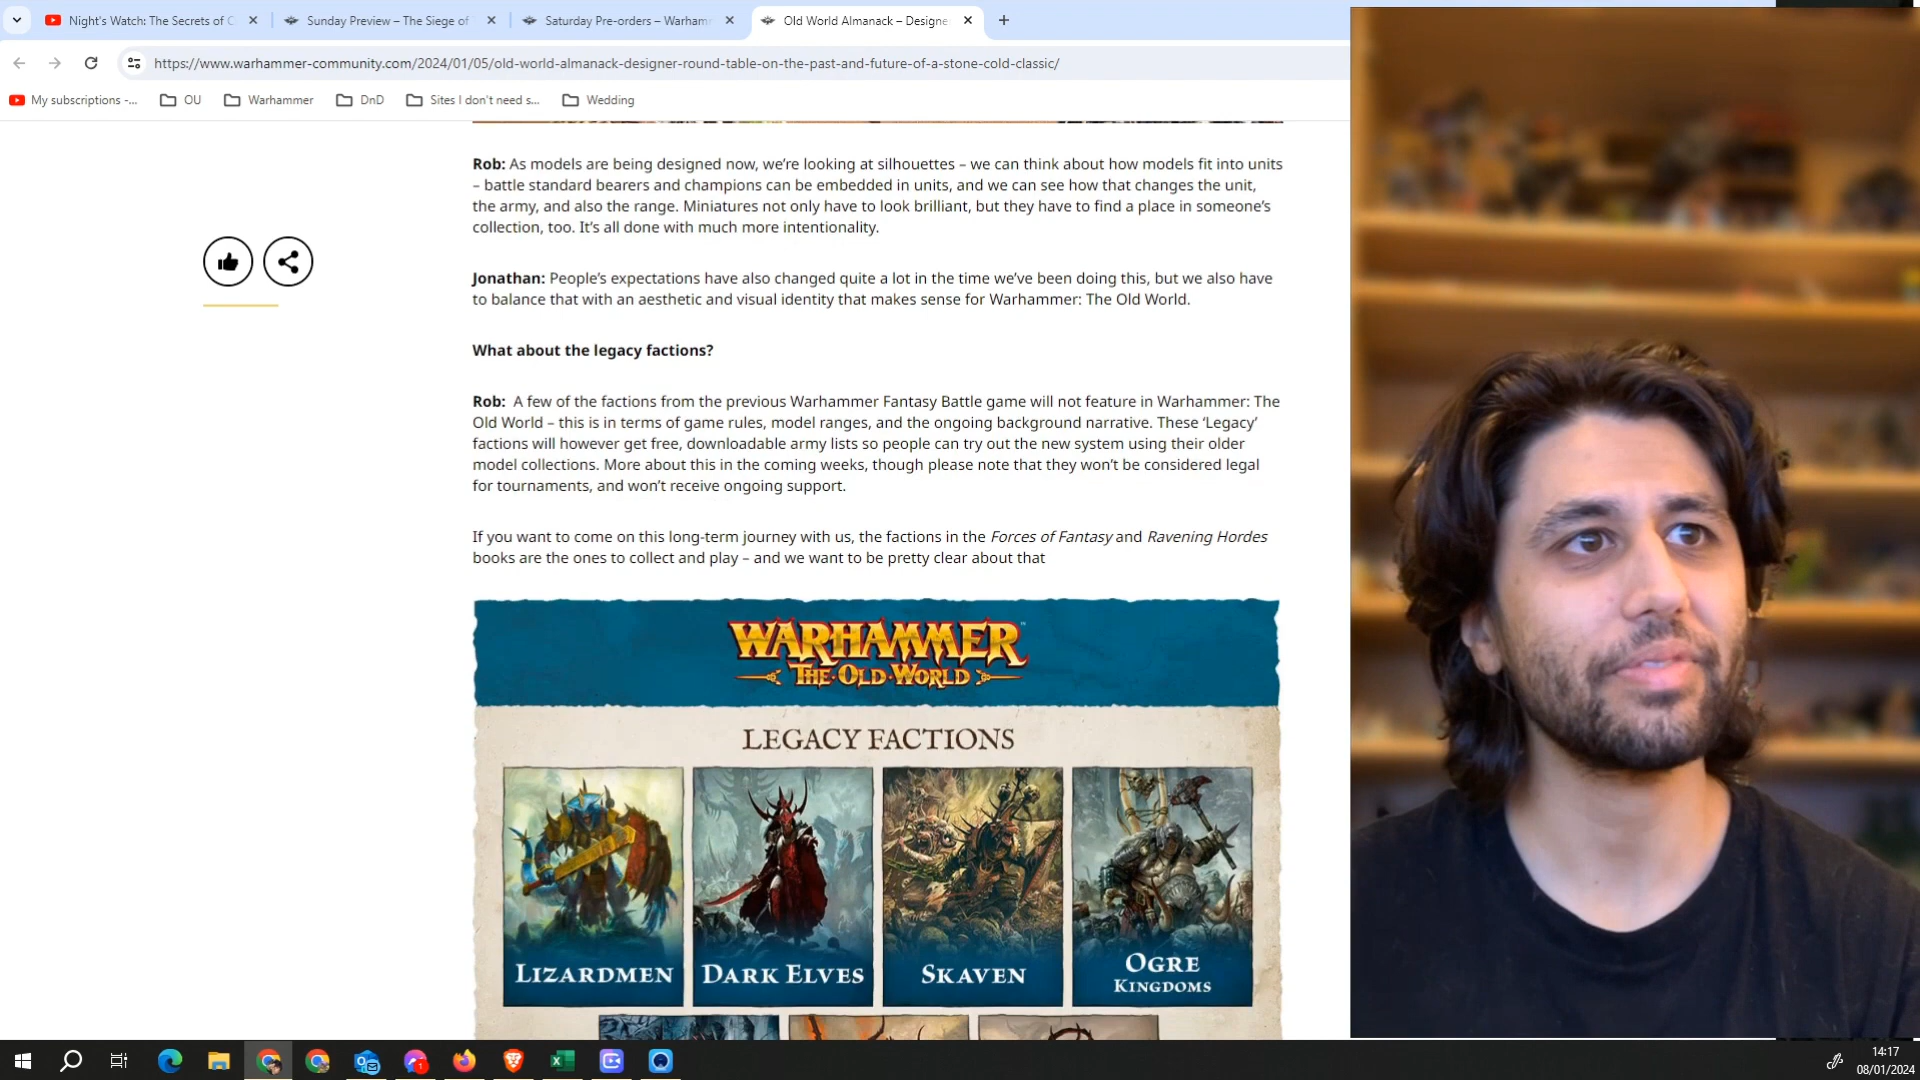 Night's Watch: The Secrets of C
Sunday Preview – The Siege of
Saturday Pre-orders – Warhamm
Old World Almanack – Designe
https://www.warhammer-community.com/2024/01/05/old-world-almanack-designer-round-table-on-the-past-and-future-of-a-stone-cold-classic/
My subscriptions -...
OU
Warhammer
DnD
Sites I don't need s...
Wedding
Rob: As models are being designed now, we’re looking at silhouettes – we can think about how models fit into units
– battle standard bearers and champions can be embedded in units, and we can see how that changes the unit,
the army, and also the range. Miniatures not only have to look brilliant, but they have to find a place in someone’s
collection, too. It’s all done with much more intentionality.
Jonathan: People’s expectations have also changed quite a lot in the time we’ve been doing this, but we also have
to balance that with an aesthetic and visual identity that makes sense for Warhammer: The Old World.
What about the legacy factions?
Rob: A few of the factions from the previous Warhammer Fantasy Battle game will not feature in Warhammer: The
Old World – this is in terms of game rules, model ranges, and the ongoing background narrative. These ‘Legacy’
factions will however get free, downloadable army lists so people can try out the new system using their older
model collections. More about this in the coming weeks, though please note that they won’t be considered legal
for tournaments, and won’t receive ongoing support.
If you want to come on this long-term journey with us, the factions in the Forces of Fantasy and Ravening Hordes
books are the ones to collect and play – and we want to be pretty clear about that
WARHAMMER™
THE·OLD·WORLD
LEGACY FACTIONS
LIZARDMEN
DARK ELVES
SKAVEN
OGRE
KINGDOMS
14:17
08/01/2024